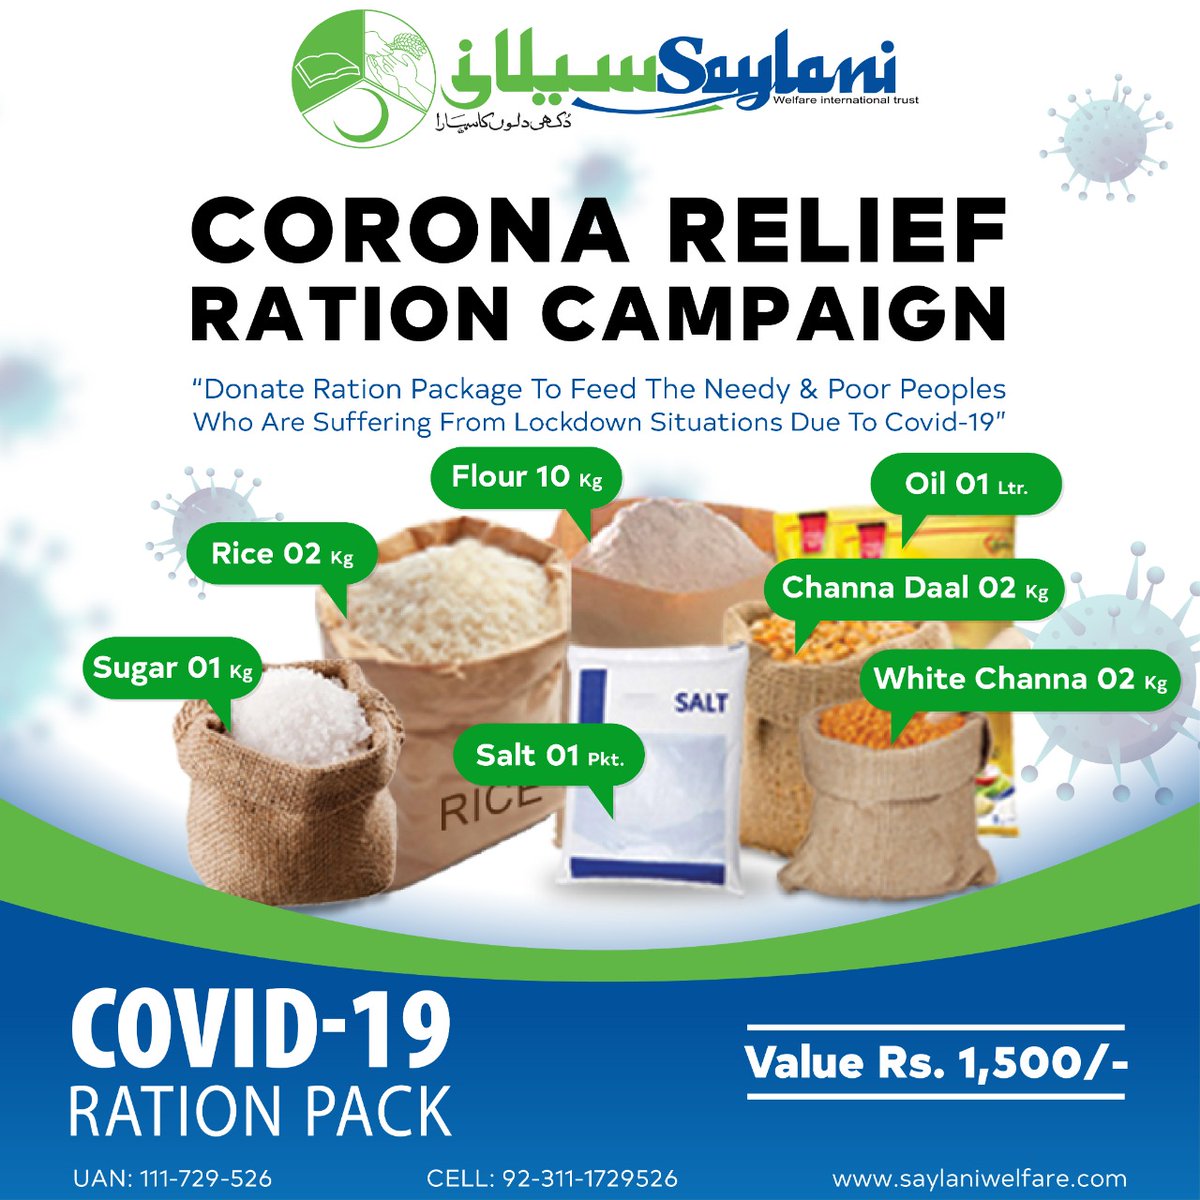 سیلانی Saylani
Welfare international trust
دُکھی دلوں کا سہارا
CORONA RELIEF
RATION CAMPAIGN
“Donate Ration Package To Feed The Needy & Poor Peoples
Who Are Suffering From Lockdown Situations Due To Covid-19”
Flour 10 Kg
Oil 01 Ltr.
Rice 02 Kg
Channa Daal 02 Kg
Sugar 01 Kg
White Channa 02 Kg
SALT
Salt 01 Pkt.
RICE
COVID-19
RATION PACK
Value Rs. 1,500/-
UAN: 111-729-526
CELL: 92-311-1729526
www.saylaniwelfare.com